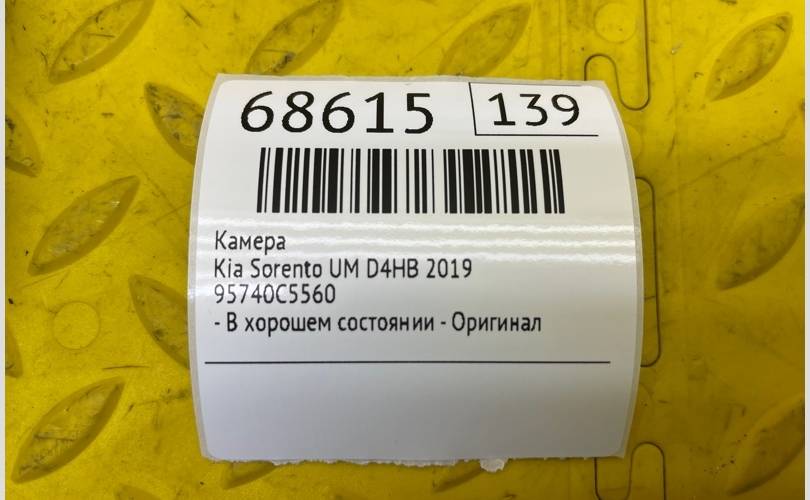 68615 139
Камера
Kia Sorento UM D4HB 2019
95740C5560
- В хорошем состоянии - Оригинал